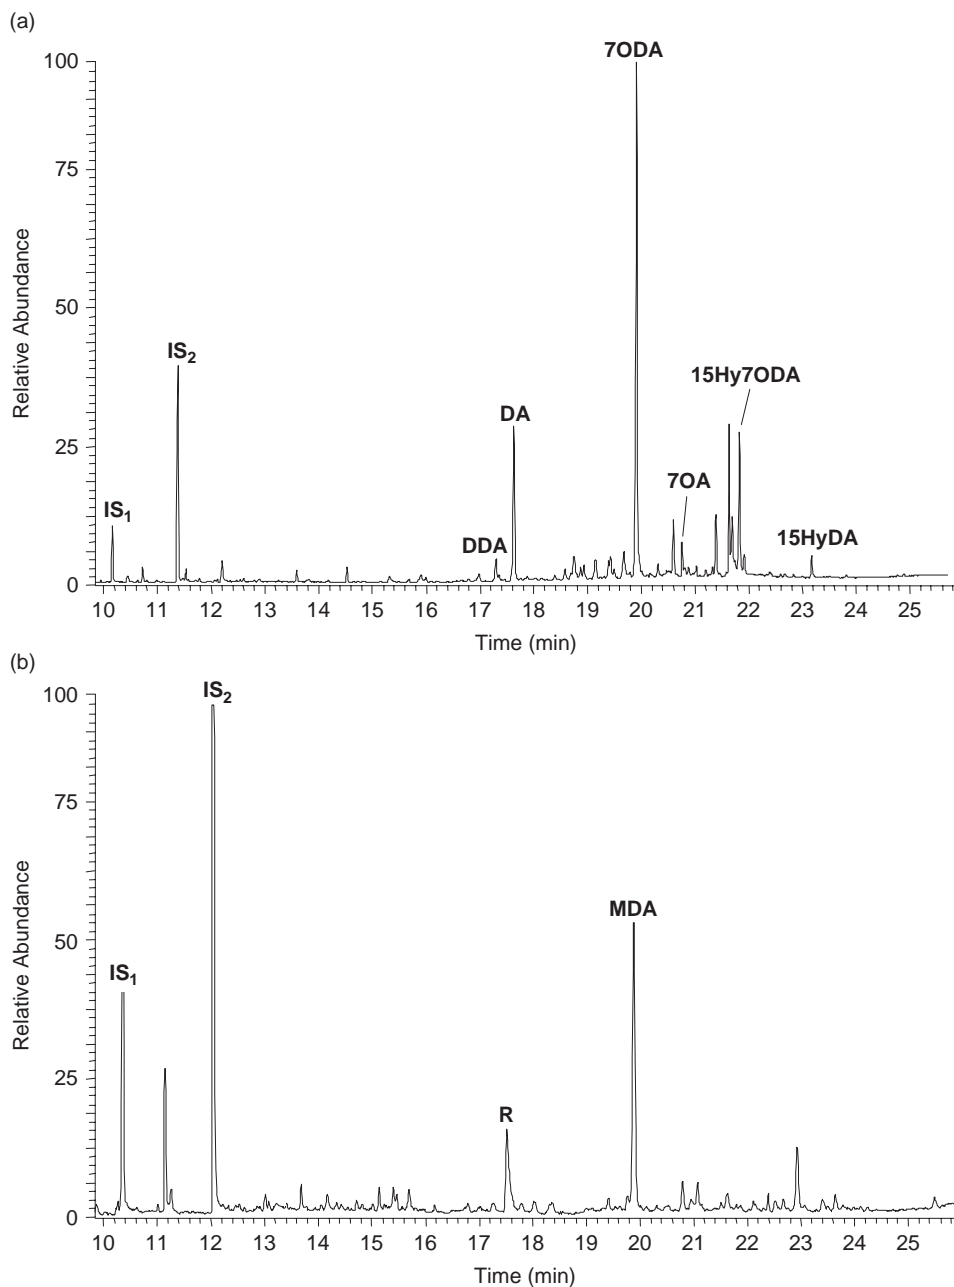 (a)
7ODA
100
75
50
25
0
Relative Abundance
IS₂
15Hy7ODA
DA
7OA
IS₁
DDA
15HyDA
10 11 12 13 14 15 16 17 18 19 20 21 22 23 24 25
Time (min)
(b)
IS₂
100
75
50
25
0
Relative Abundance
MDA
IS₁
R
10 11 12 13 14 15 16 17 18 19 20 21 22 23 24 25
Time (min)